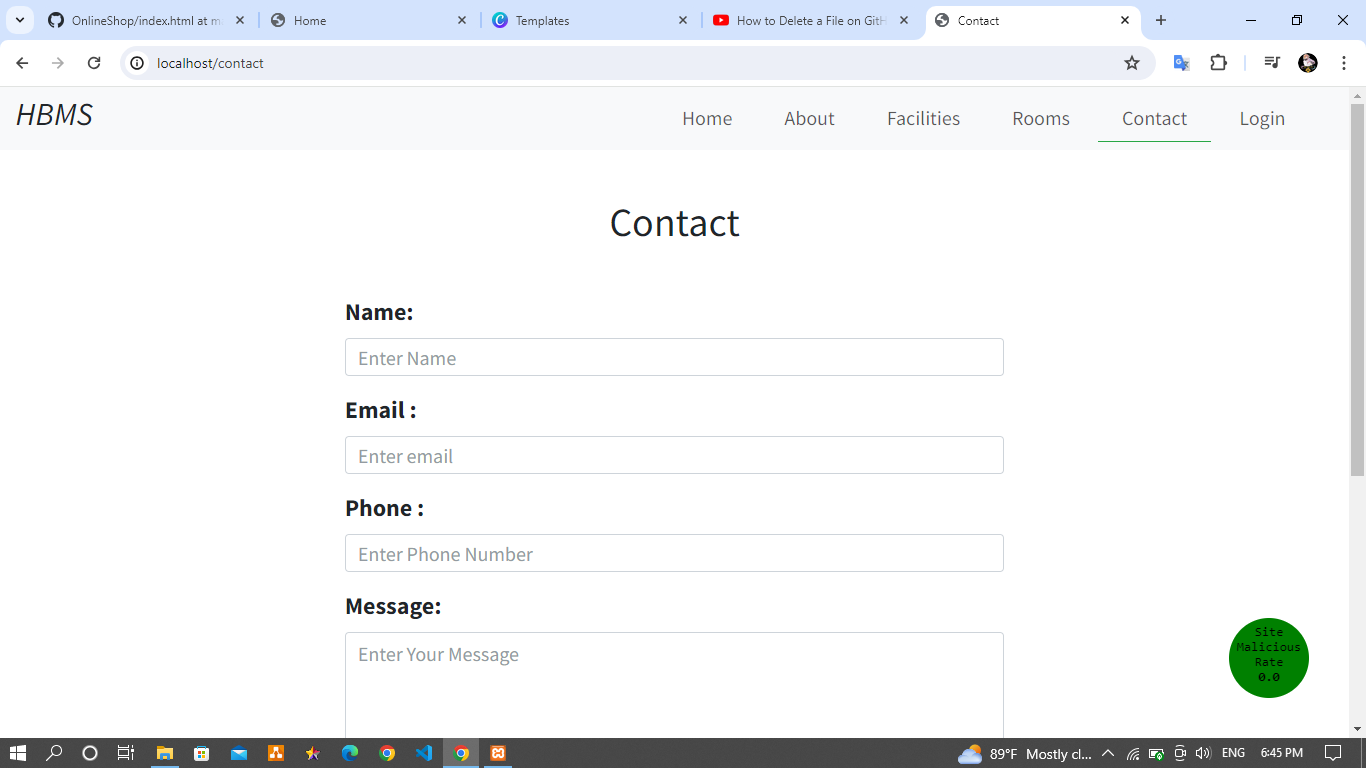 OnlineShop/index.html at ma
Home
Templates
How to Delete a File on GitH
Contact
localhost/contact
HBMS
Home
About
Facilities
Rooms
Contact
Login
Contact
Name:
Enter Name
Email :
Enter email
Phone :
Enter Phone Number
Message:
Enter Your Message
Site
Malicious
Rate
0.0
89°F Mostly cl...
ENG
6:45 PM